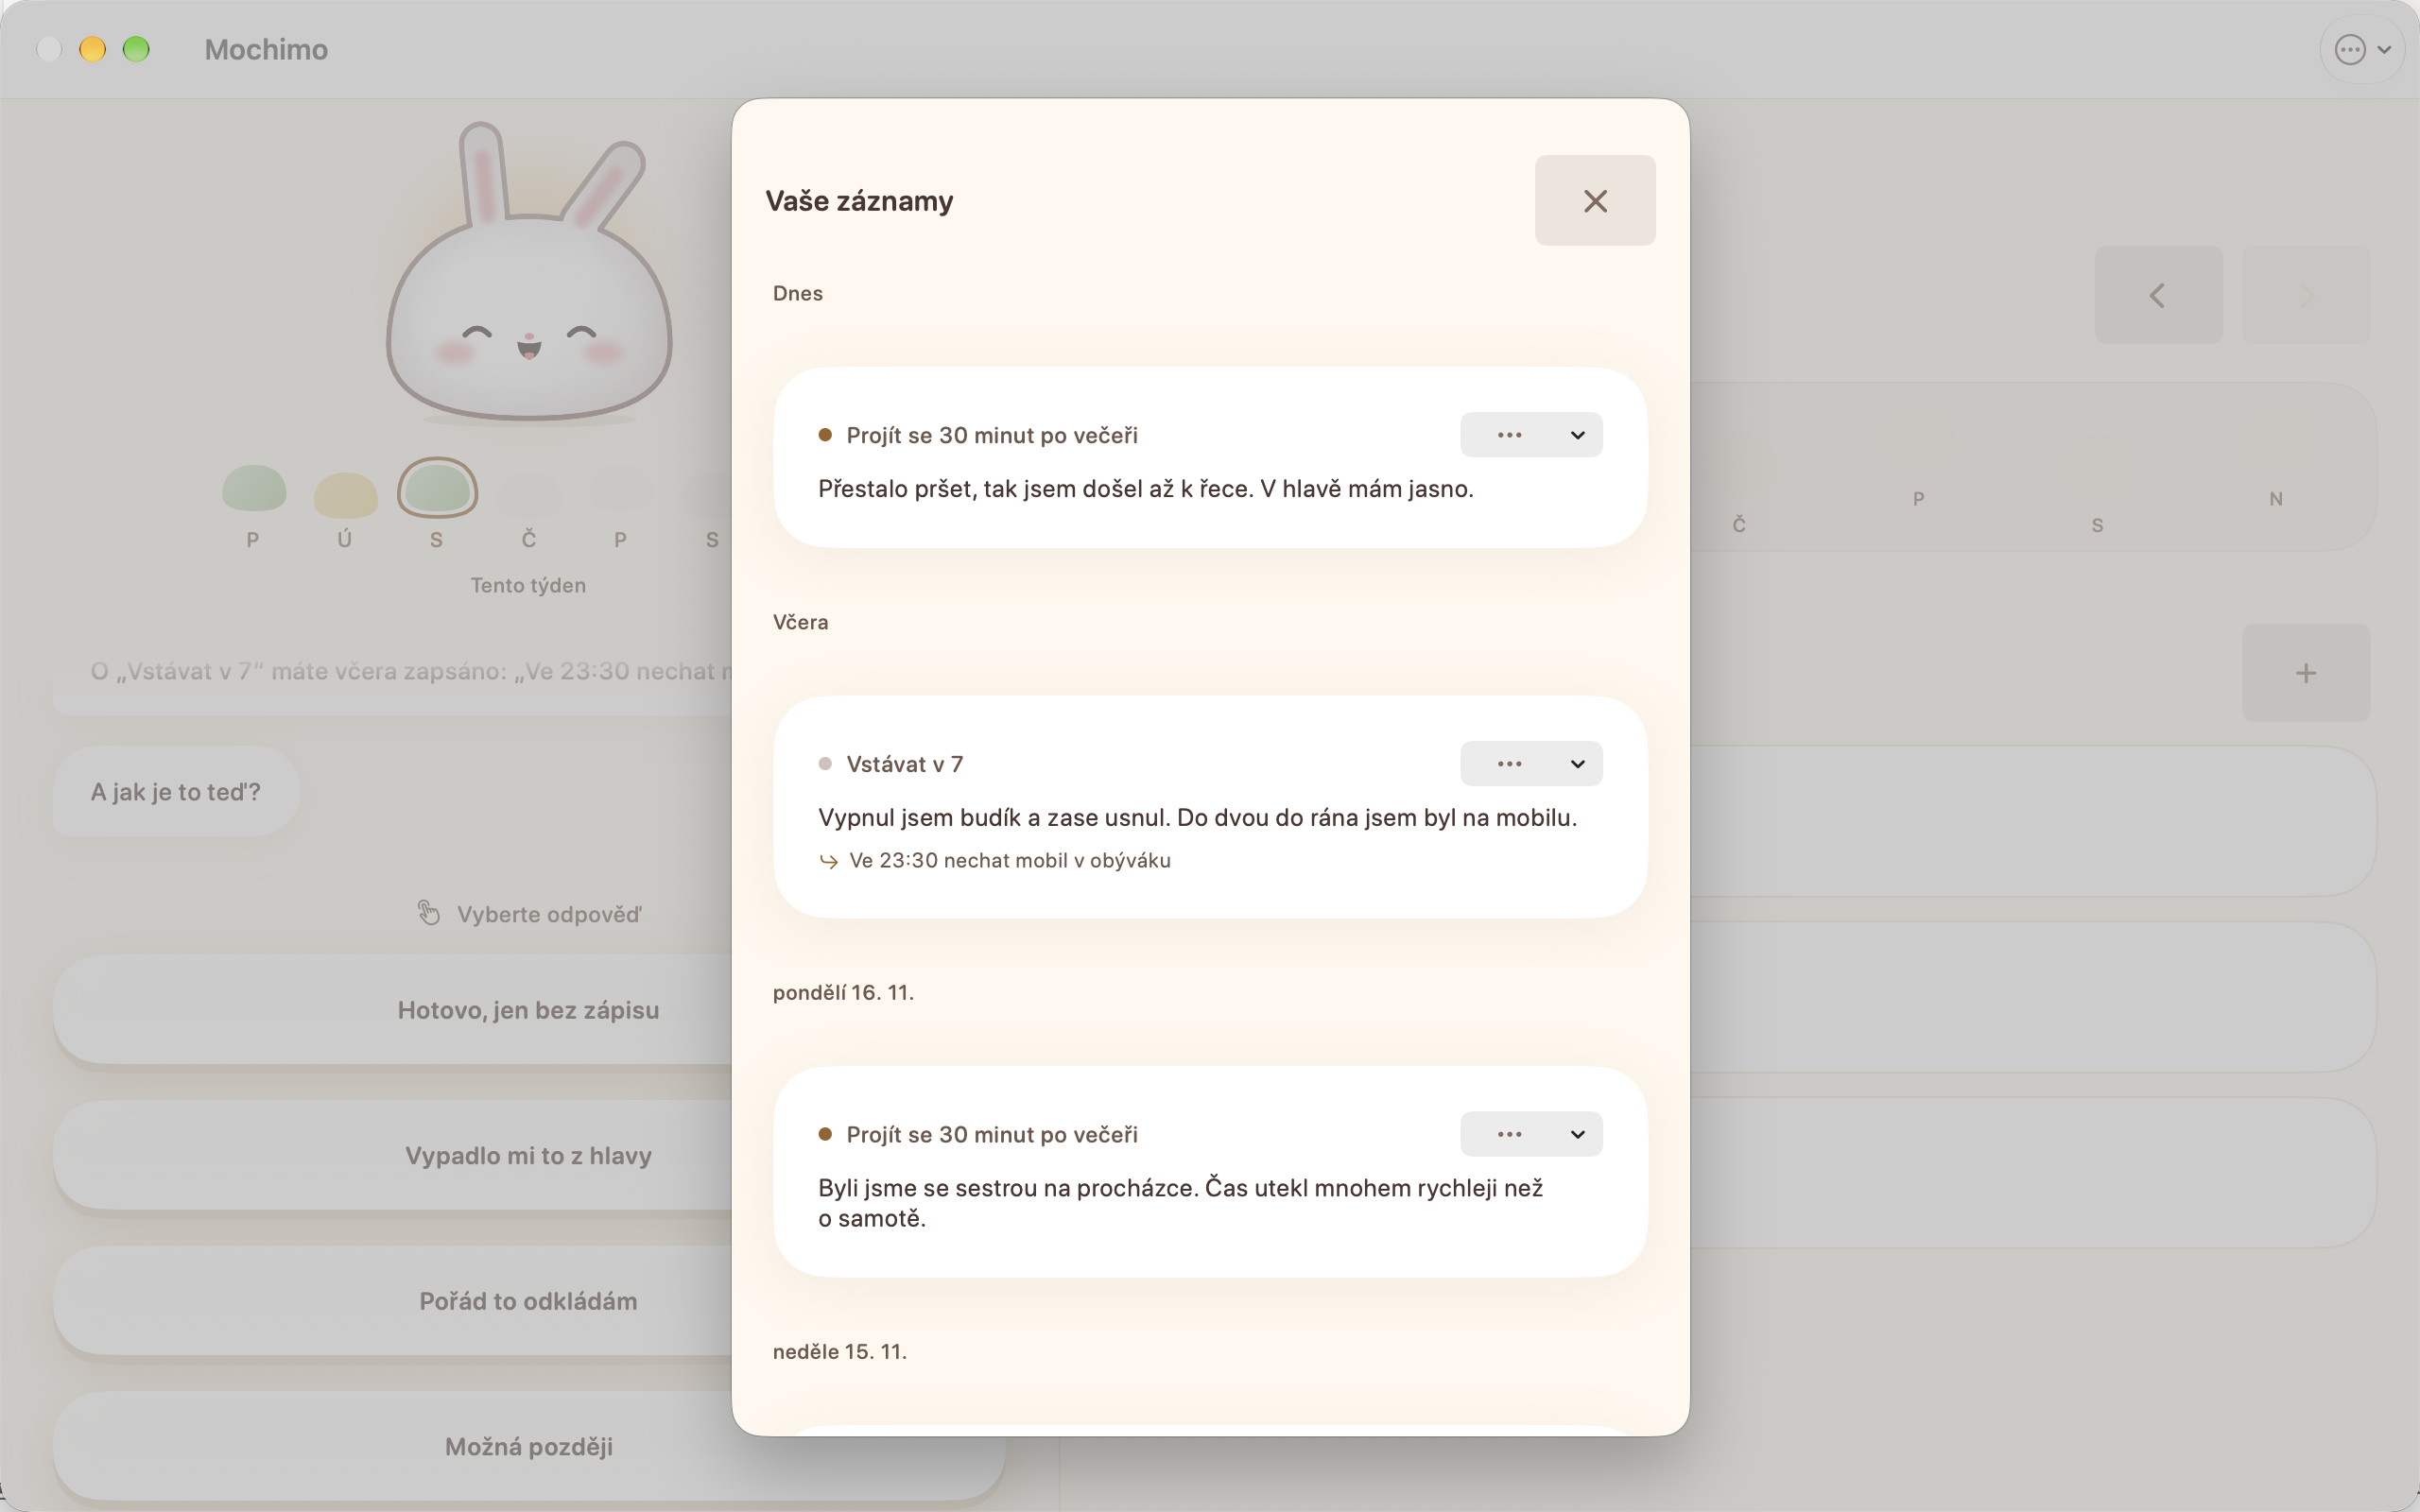 Mochimo
P Ú S Č P S
Tento týden
O „Vstávat v 7“ máte včera zapsáno: „Ve 23:30 nechat
A jak je to teď?
Vyberte odpověď
Hotovo, jen bez zápisu
Vypadlo mi to z hlavy
Pořád to odkládám
Možná později
Vaše záznamy
Dnes
Projít se 30 minut po večeři
Přestalo pršet, tak jsem došel až k řece. V hlavě mám jasno.
Včera
Vstávat v 7
Vypnul jsem budík a zase usnul. Do dvou do rána jsem byl na mobilu.
Ve 23:30 nechat mobil v obýváku
pondělí 16. 11.
Projít se 30 minut po večeři
Byli jsme se sestrou na procházce. Čas utekl mnohem rychleji než
o samotě.
neděle 15. 11.
Č P S N